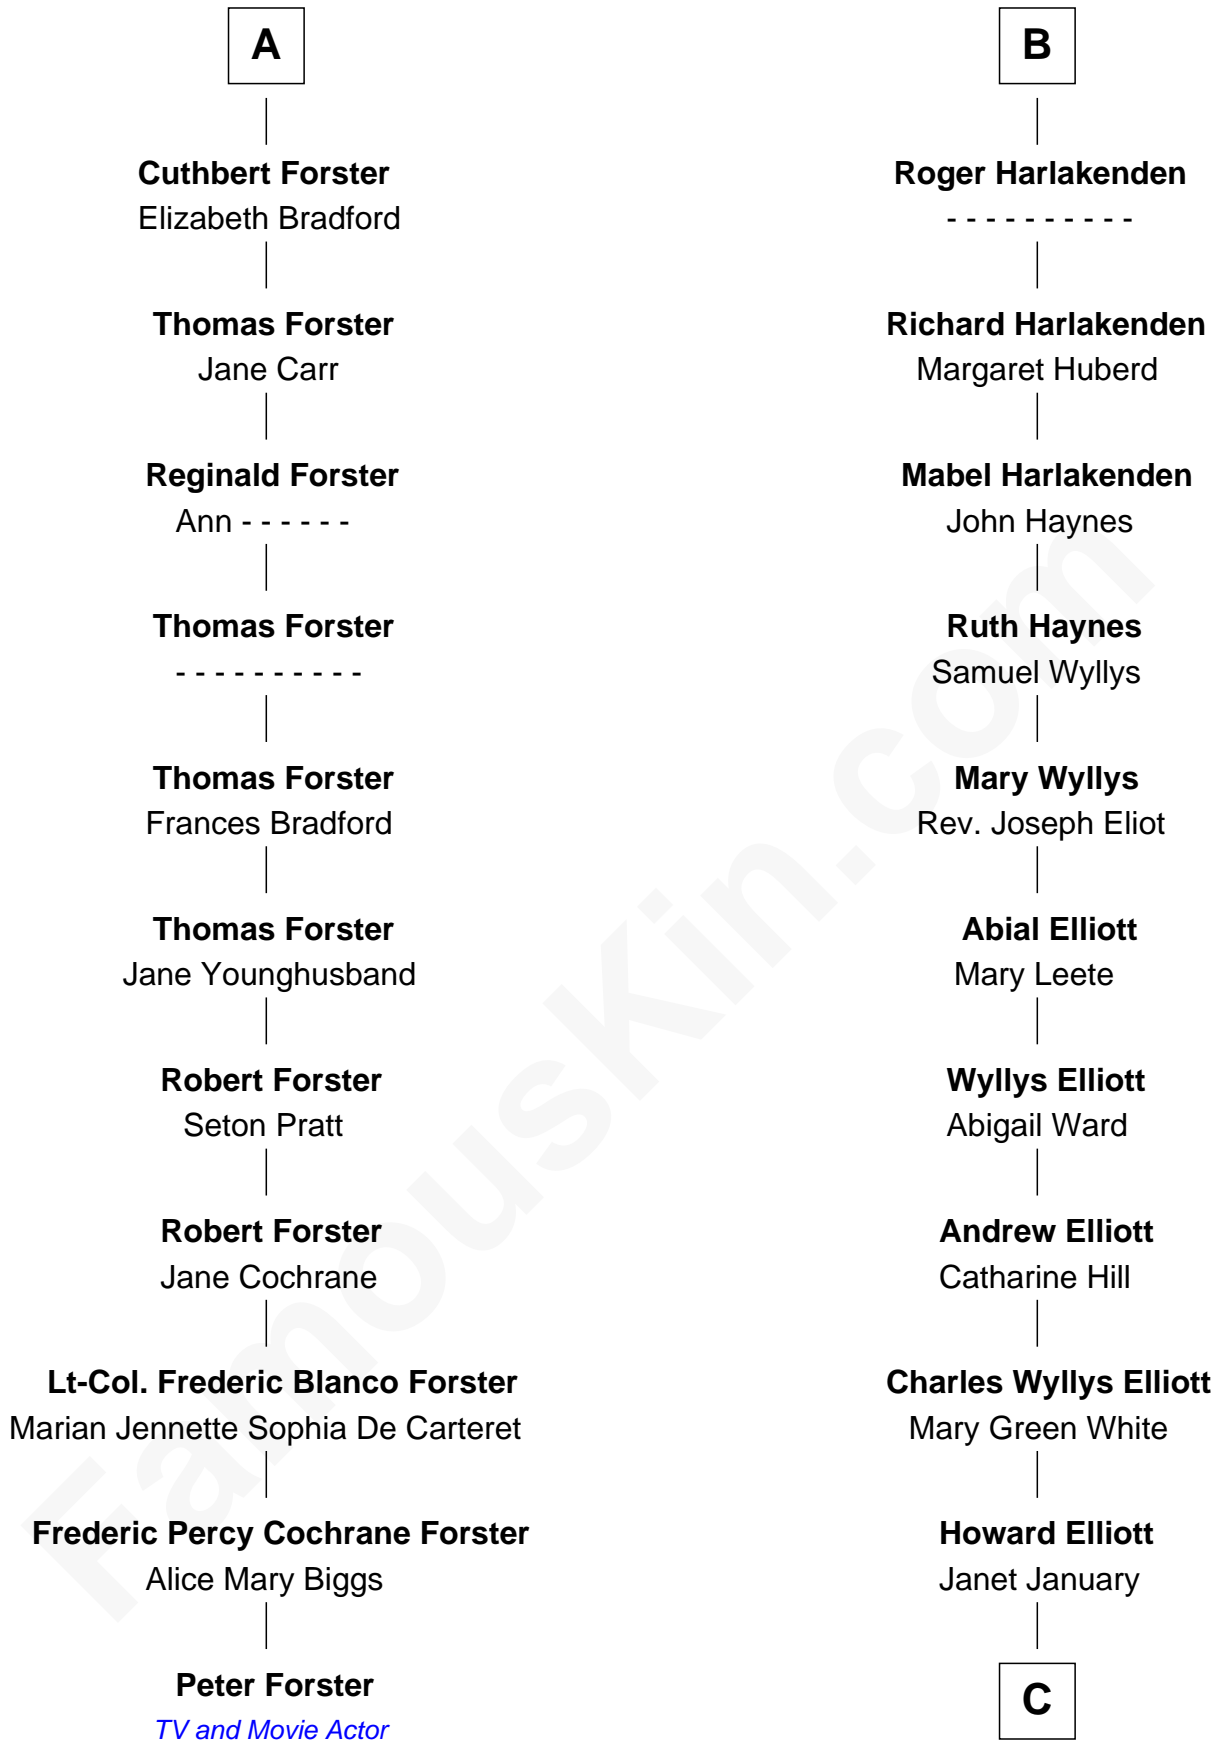 A
Cuthbert Forster
Elizabeth Bradford
Thomas Forster
Jane Carr
Reginald Forster
Ann - - - - - -
Thomas Forster
- - - - - - - - - -
Thomas Forster
Frances Bradford
Thomas Forster
Jane Younghusband
Robert Forster
Seton Pratt
Robert Forster
Jane Cochrane
Lt-Col. Frederic Blanco Forster
Marian Jennette Sophia De Carteret
Frederic Percy Cochrane Forster
Alice Mary Biggs
Peter Forster
TV and Movie Actor
B
Roger Harlakenden
- - - - - - - - - -
Richard Harlakenden
Margaret Huberd
Mabel Harlakenden
John Haynes
Ruth Haynes
Samuel Wyllys
Mary Wyllys
Rev. Joseph Eliot
Abial Elliott
Mary Leete
Wyllys Elliott
Abigail Ward
Andrew Elliott
Catharine Hill
Charles Wyllys Elliott
Mary Green White
Howard Elliott
Janet January
C
FamousKin.com